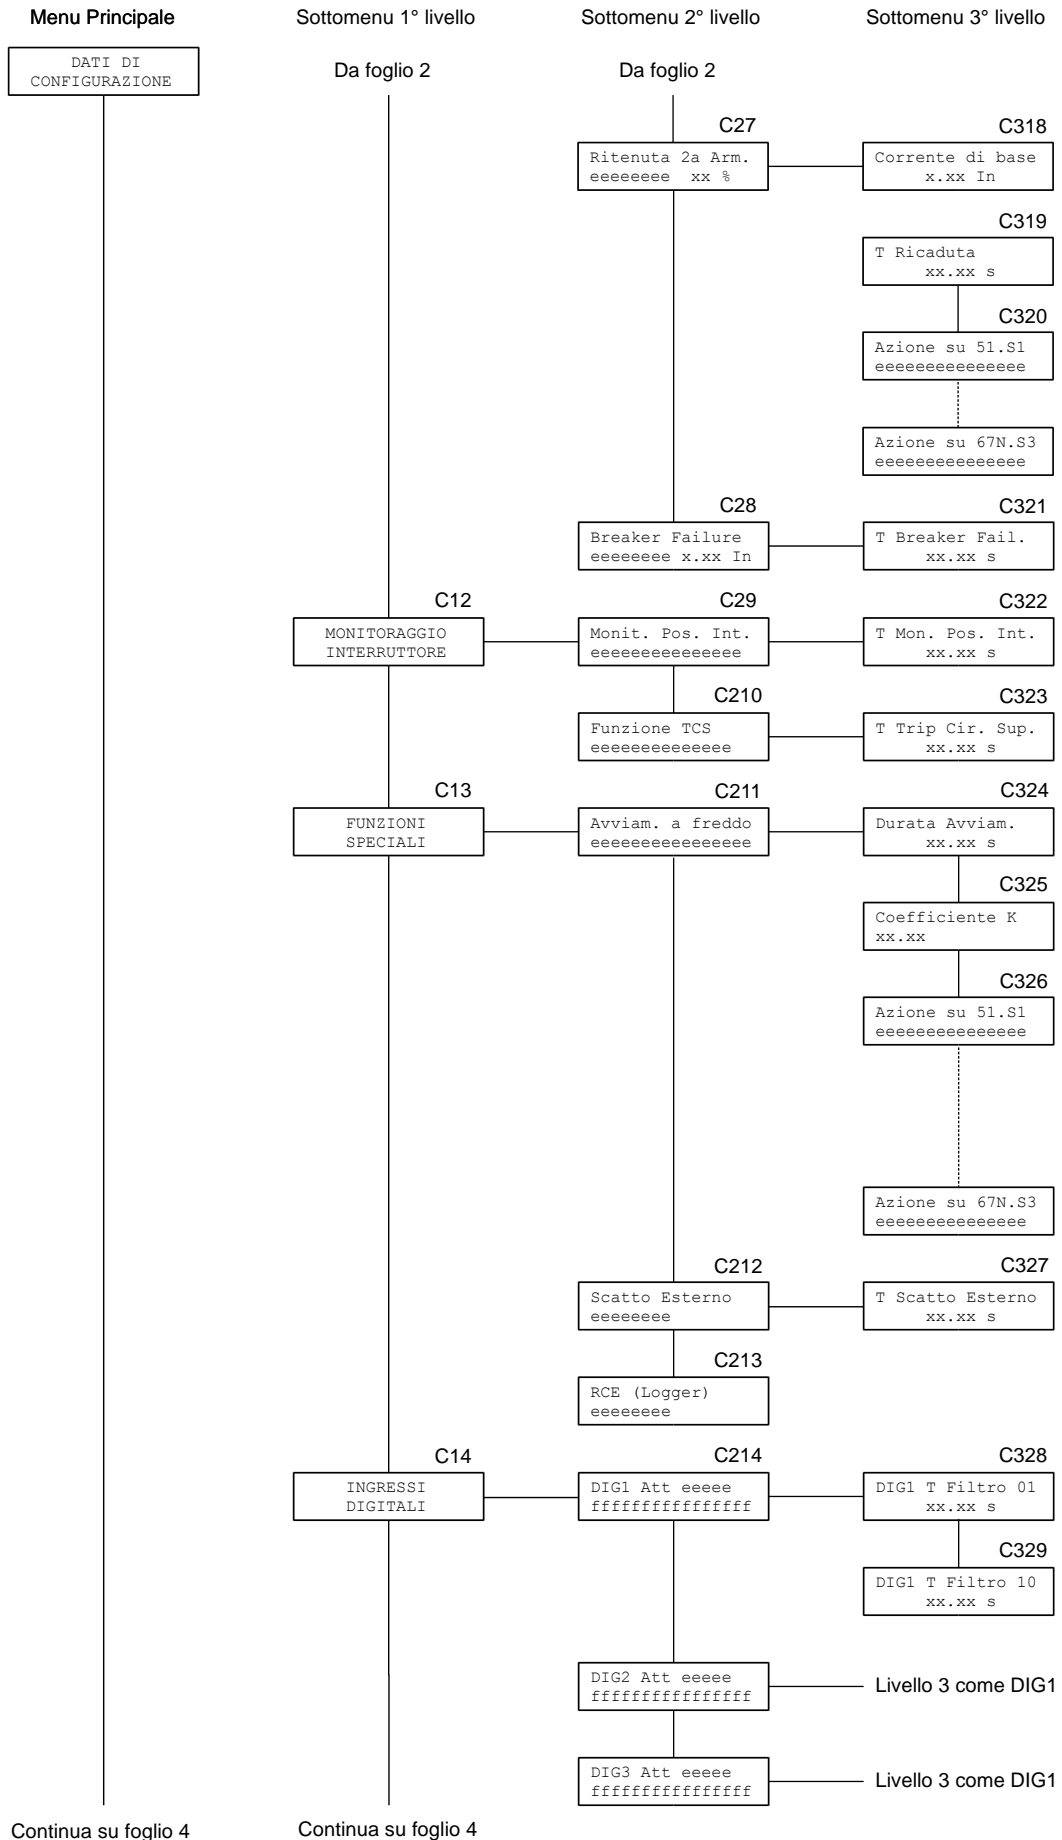 Menu Principale
Sottomenu 1° livello
Sottomenu 2° livello
Sottomenu 3° livello
DATI DI
CONFIGURAZIONE
Da foglio 2
Da foglio 2
C27
Ritenuta 2a Arm.
eeeeeeee xx %
C318
Corrente di base
x.xx In
C319
T Ricaduta
xx.xx s
C320
Azione su 51.S1
eeeeeeeeeeeeeee
Azione su 67N.S3
eeeeeeeeeeeeeee
C28
Breaker Failure
eeeeeeee x.xx In
C321
T Breaker Fail.
xx.xx s
C12
MONITORAGGIO
INTERRUTTORE
C29
Monit. Pos. Int.
eeeeeeeeeeeeeee
C322
T Mon. Pos. Int.
xx.xx s
C210
Funzione TCS
eeeeeeeeeeeeee
C323
T Trip Cir. Sup.
xx.xx s
C13
FUNZIONI
SPECIALI
C211
Avviam. a freddo
eeeeeeeeeeeeeeee
C324
Durata Avviam.
xx.xx s
C325
Coefficiente K
xx.xx
C326
Azione su 51.S1
eeeeeeeeeeeeeee
Azione su 67N.S3
eeeeeeeeeeeeeee
C212
Scatto Esterno
eeeeeeee
C327
T Scatto Esterno
xx.xx s
C213
RCE (Logger)
eeeeeeee
C14
INGRESSI
DIGITALI
C214
DIG1 Att eeeee
ffffffffffffffff
C328
DIG1 T Filtro 01
xx.xx s
C329
DIG1 T Filtro 10
xx.xx s
DIG2 Att eeeee
ffffffffffffffff
Livello 3 come DIG1
DIG3 Att eeeee
ffffffffffffffff
Livello 3 come DIG1
Continua su foglio 4
Continua su foglio 4